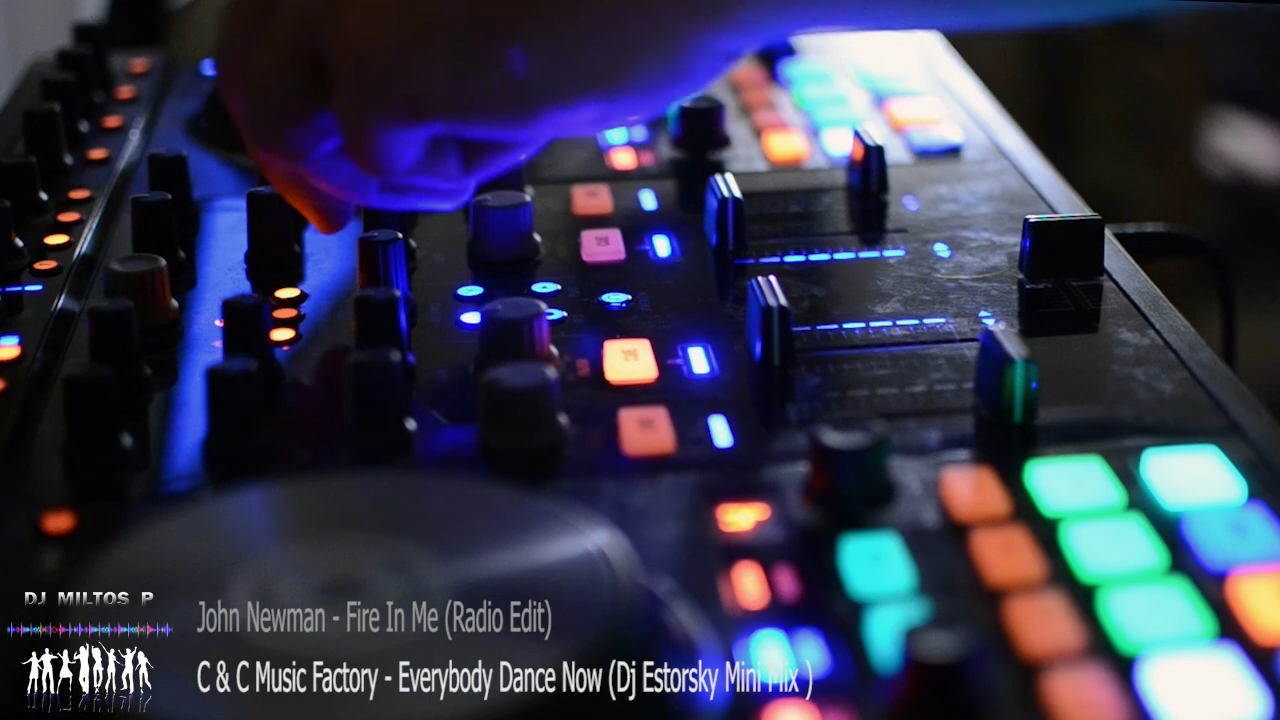 DJ MILTOS P
John Newman - Fire In Me (Radio Edit)
C & C Music Factory - Everybody Dance Now (Dj Estorsky Mini Mix )